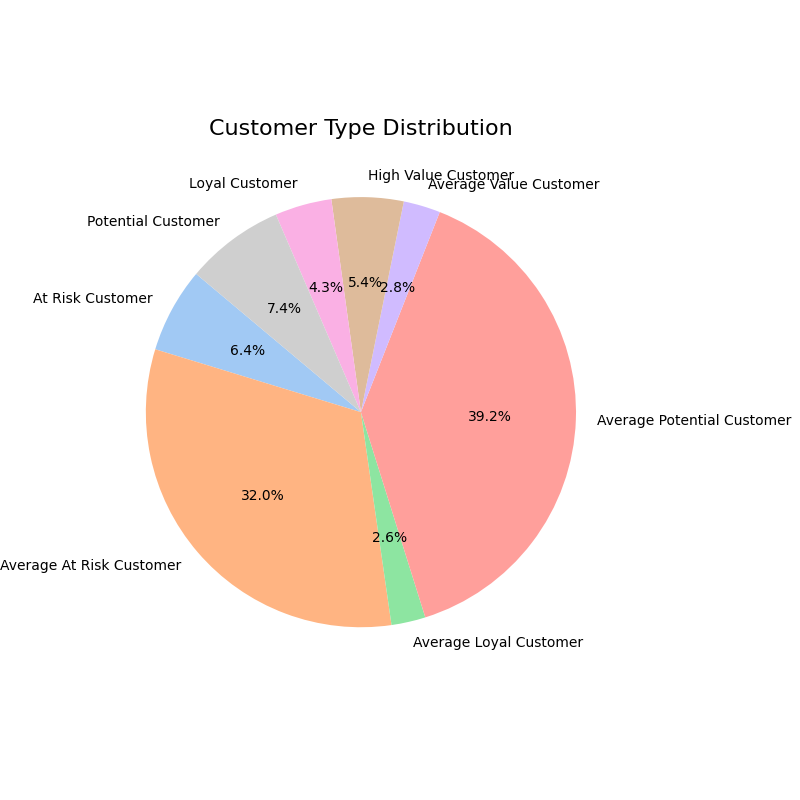 Customer Type Distribution
High Value Customer
Average Value Customer
Loyal Customer
Potential Customer
At Risk Customer
Average Potential Customer
Average At Risk Customer
Average Loyal Customer
5.4%
2.8%
4.3%
7.4%
6.4%
39.2%
32.0%
2.6%